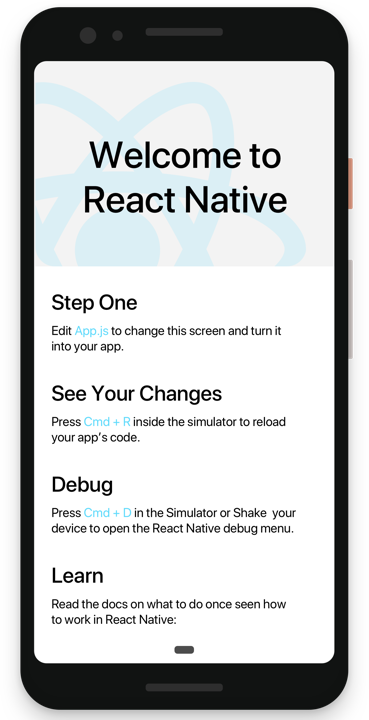 Welcome to
React Native
Step One
Edit App.js to change this screen and turn it
into your app.
See Your Changes
Press Cmd + R inside the simulator to reload
your app’s code.
Debug
Press Cmd + D in the Simulator or Shake  your
device to open the React Native debug menu.
Learn
Read the docs on what to do once seen how
to work in React Native: